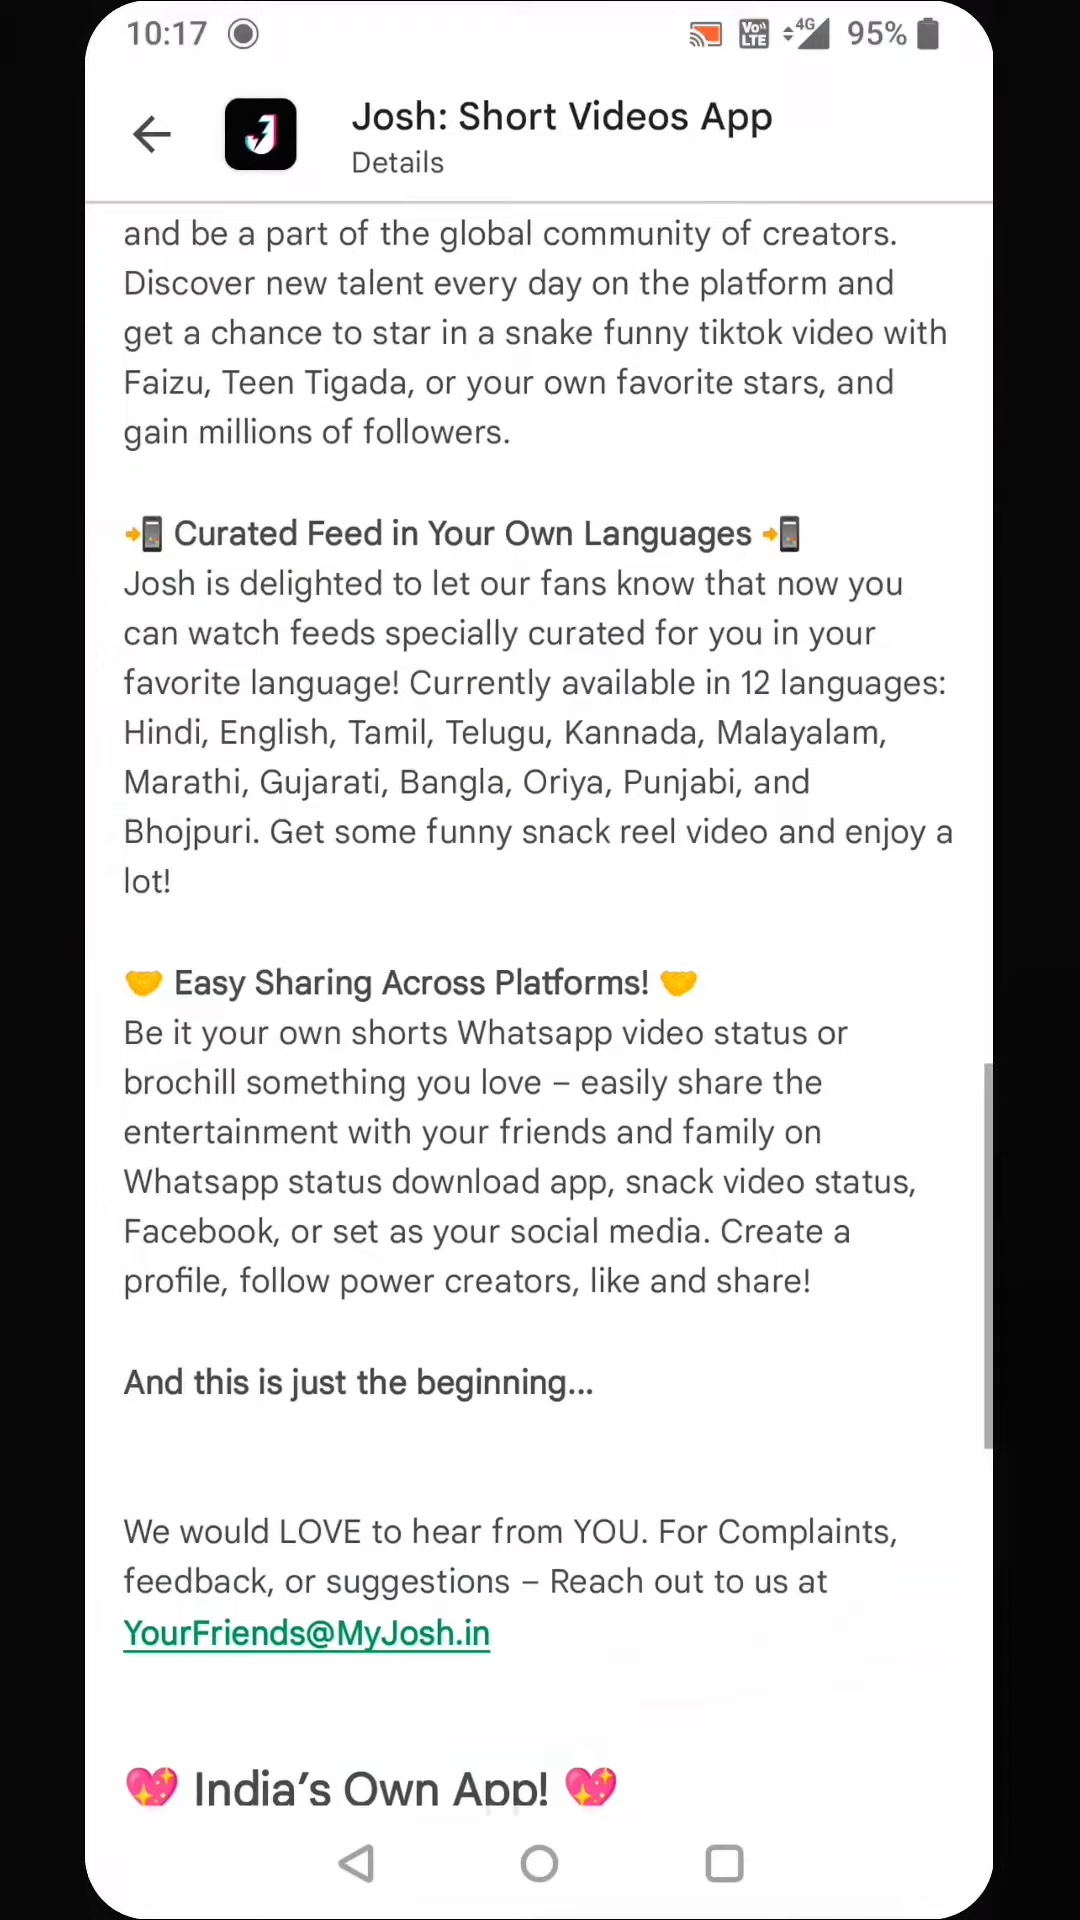 10:17
Vo LTE 4G 95%
Josh: Short Videos App
Details
and be a part of the global community of creators.
Discover new talent every day on the platform and
get a chance to star in a snake funny tiktok video with
Faizu, Teen Tigada, or your own favorite stars, and
gain millions of followers.
📲 Curated Feed in Your Own Languages 📲
Josh is delighted to let our fans know that now you
can watch feeds specially curated for you in your
favorite language! Currently available in 12 languages:
Hindi, English, Tamil, Telugu, Kannada, Malayalam,
Marathi, Gujarati, Bangla, Oriya, Punjabi, and
Bhojpuri. Get some funny snack reel video and enjoy a
lot!
🤝 Easy Sharing Across Platforms! 🤝
Be it your own shorts Whatsapp video status or
brochill something you love – easily share the
entertainment with your friends and family on
Whatsapp status download app, snack video status,
Facebook, or set as your social media. Create a
profile, follow power creators, like and share!
And this is just the beginning...
We would LOVE to hear from YOU. For Complaints,
feedback, or suggestions – Reach out to us at
YourFriends@MyJosh.in
💖 India’s Own App! 💖